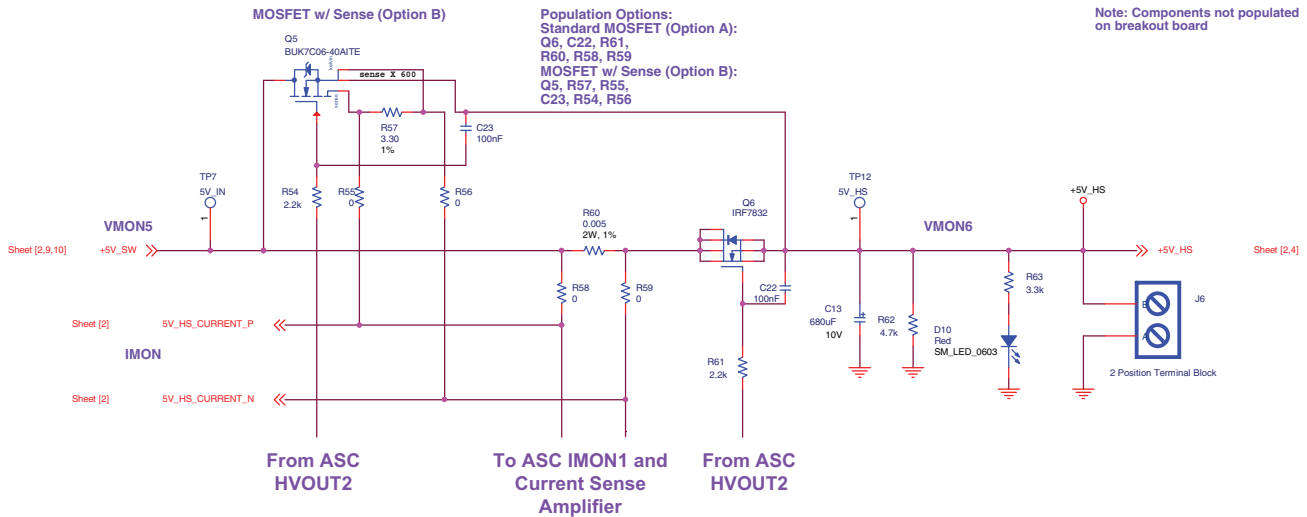 MOSFET w/ Sense (Option B)
Population Options:
Standard MOSFET (Option A):
Q6, C22, R61,
R60, R58, R59
MOSFET w/ Sense (Option B):
Q5, R57, R55,
C23, R54, R56
Note: Components not populated
on breakout board
Q5
BUK7C06-40AITE
kelvin
sense X 600
sense
R57
3.30
1%
C23
100nF
TP7
5V_IN
1
R54
2.2k
R55
0
R56
0
VMON5
Sheet [2,9,10]
+5V_SW
R60
0.005
2W, 1%
Q6
IRF7832
TP12
5V_HS
1
VMON6
+5V_HS
+5V_HS
Sheet [2,4]
R58
0
R59
0
C22
100nF
C13
680uF
10V
R62
4.7k
D10
Red
SM_LED_0603
R63
3.3k
J6
B
A
2 Position Terminal Block
Sheet [2]
5V_HS_CURRENT_P
IMON
R61
2.2k
Sheet [2]
5V_HS_CURRENT_N
From ASC
HVOUT2
To ASC IMON1 and
Current Sense
Amplifier
From ASC
HVOUT2